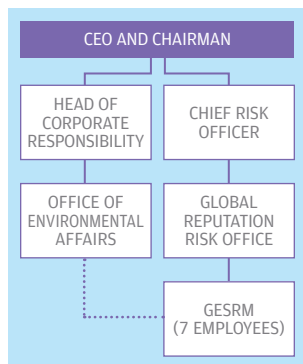 CEO AND CHAIRMAN
HEAD OF
CORPORATE
RESPONSIBILITY
CHIEF RISK
OFFICER
OFFICE OF
ENVIRONMENTAL
AFFAIRS
GLOBAL
REPUTATION
RISK OFFICE
GESRM
(7 EMPLOYEES)